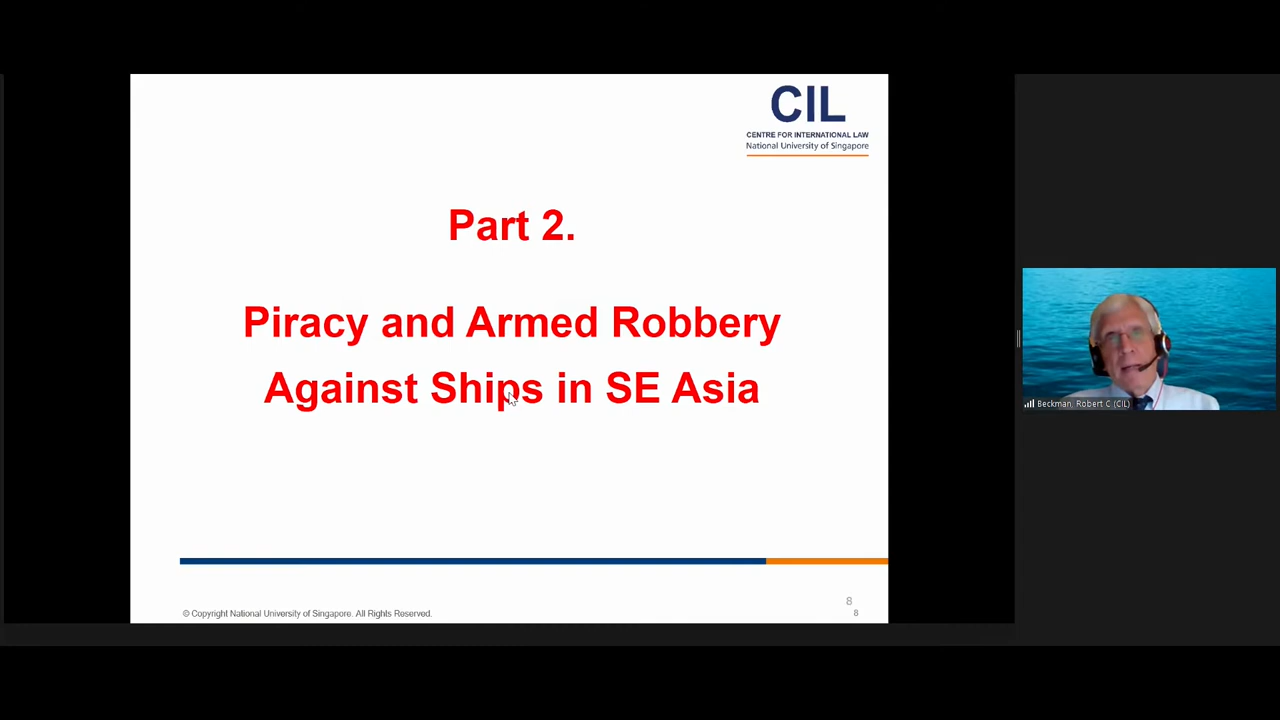 CIL
CENTRE FOR INTERNATIONAL LAW
National University of Singapore
Part 2.
Piracy and Armed Robbery
Against Ships in SE Asia
© Copyright National University of Singapore. All Rights Reserved.
8
8
Beckman, Robert C (CIL)